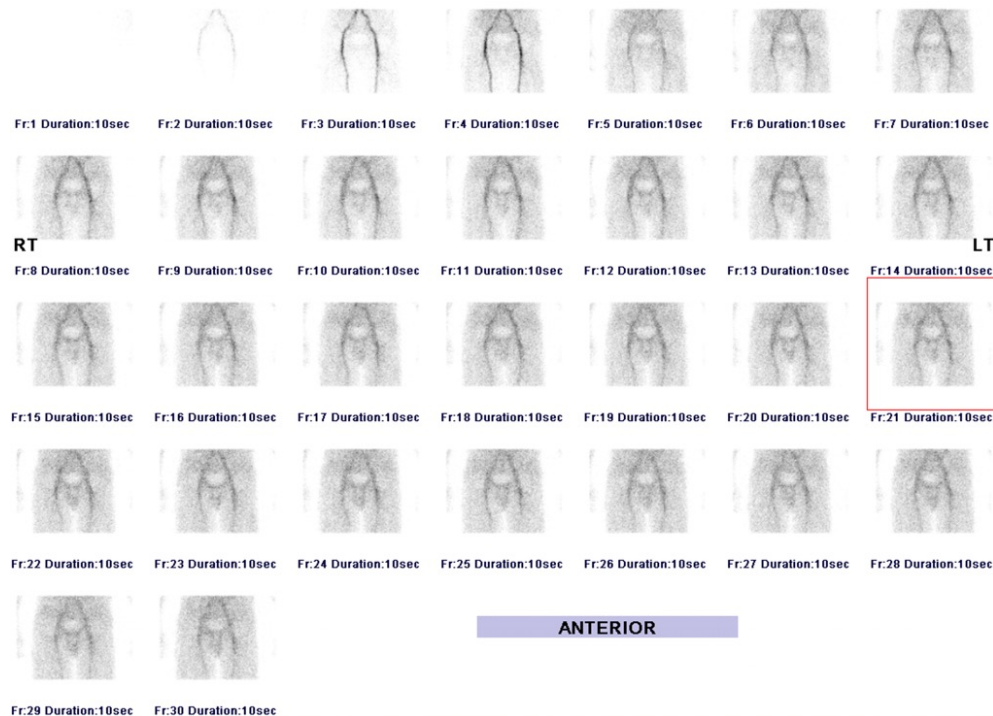 Fr:1 Duration:10sec Fr:2 Duration:10sec Fr:3 Duration:10sec Fr:4 Duration:10sec Fr:5 Duration:10sec Fr:6 Duration:10sec Fr:7 Duration:10sec
RT LT
Fr:8 Duration:10sec Fr:9 Duration:10sec Fr:10 Duration:10sec Fr:11 Duration:10sec Fr:12 Duration:10sec Fr:13 Duration:10sec Fr:14 Duration:10sec
Fr:15 Duration:10sec Fr:16 Duration:10sec Fr:17 Duration:10sec Fr:18 Duration:10sec Fr:19 Duration:10sec Fr:20 Duration:10sec Fr:21 Duration:10sec
Fr:22 Duration:10sec Fr:23 Duration:10sec Fr:24 Duration:10sec Fr:25 Duration:10sec Fr:26 Duration:10sec Fr:27 Duration:10sec Fr:28 Duration:10sec
ANTERIOR
Fr:29 Duration:10sec Fr:30 Duration:10sec